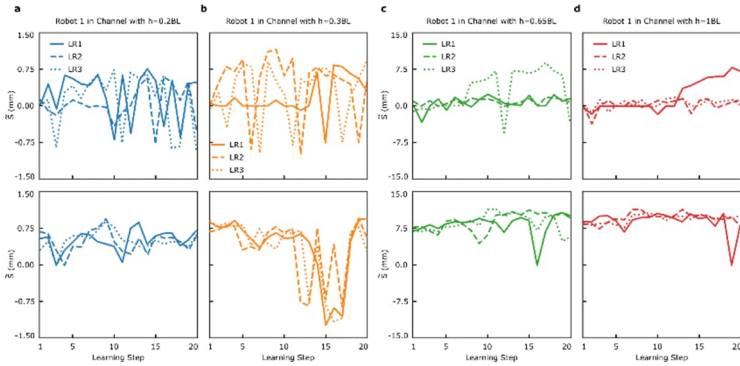 a
Robot 1 in Channel with h=0.2BL
1.50
0.75
0.00
-0.75
-1.50
S̃ (mm)
LR1
LR2
LR3
b
Robot 1 in Channel with h=0.3BL
LR1
LR2
LR3
c
Robot 1 in Channel with h=0.65BL
15.0
7.5
0.0
-7.5
-15.0
S̃ (mm)
LR1
LR2
LR3
d
Robot 1 in Channel with h=1BL
LR1
LR2
LR3
1.50
0.75
0.00
-0.75
-1.50
S̃ (mm)
1 5 10 15 20
Learning Step
1 5 10 15 20
Learning Step
15.0
7.5
0.0
-7.5
-15.0
S̃ (mm)
1 5 10 15 20
Learning Step
1 5 10 15 20
Learning Step